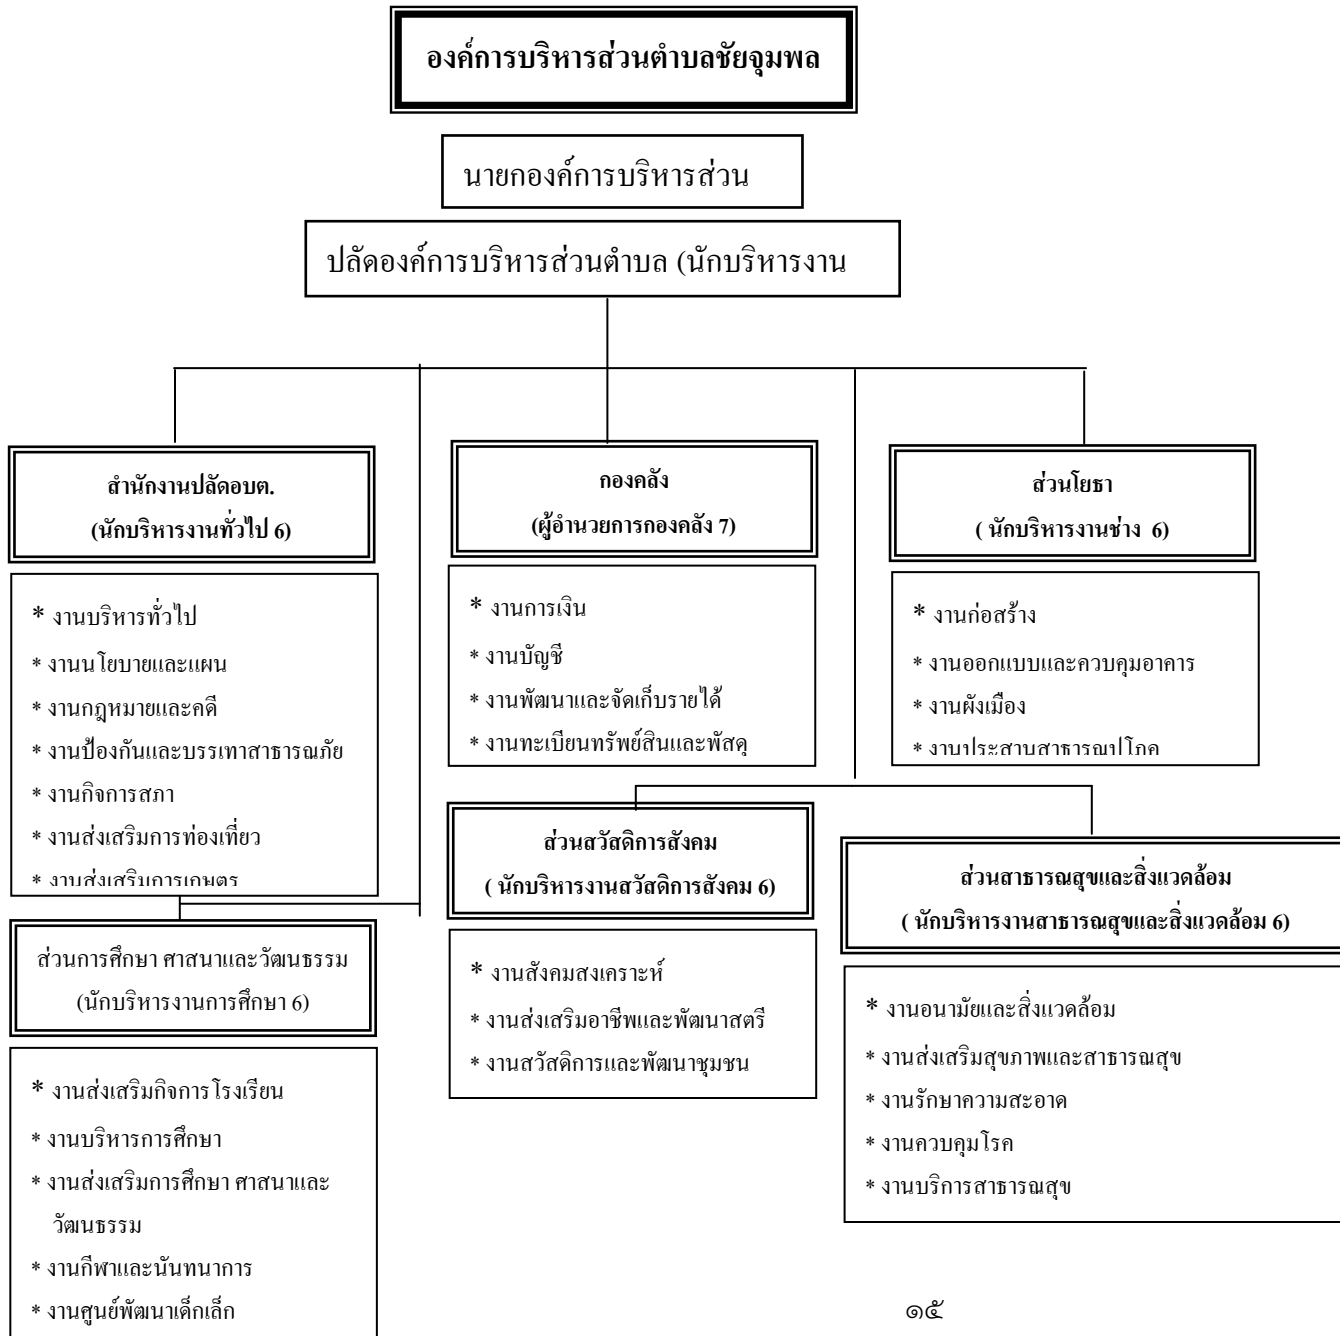 องค์การบริหารส่วนตำบลชัยจุมพล
นายกองค์การบริหารส่วน
ปลัดองค์การบริหารส่วนตำบล (นักบริหารงาน
สำนักงานปลัดอบต.
(นักบริหารงานทั่วไป 6)
* งานบริหารทั่วไป
* งานนโยบายและแผน
* งานกฎหมายและคดี
* งานป้องกันและบรรเทาสาธารณภัย
* งานกิจการสภา
* งานส่งเสริมการท่องเที่ยว
* งานส่งเสริมการเกษตร
กองคลัง
(ผู้อำนวยการกองคลัง 7)
* งานการเงิน
* งานบัญชี
* งานพัฒนาและจัดเก็บรายได้
* งานทะเบียนทรัพย์สินและพัสดุ
ส่วนโยธา
( นักบริหารงานช่าง 6)
* งานก่อสร้าง
* งานออกแบบและควบคุมอาคาร
* งานผังเมือง
* งานประสานสาธารณูปโภค
ส่วนการศึกษา ศาสนาและวัฒนธรรม
(นักบริหารงานการศึกษา 6)
* งานส่งเสริมกิจการโรงเรียน
* งานบริหารการศึกษา
* งานส่งเสริมการศึกษา ศาสนาและ
วัฒนธรรม
* งานกีฬาและนันทนาการ
* งานศูนย์พัฒนาเด็กเล็ก
ส่วนสวัสดิการสังคม
( นักบริหารงานสวัสดิการสังคม 6)
* งานสังคมสงเคราะห์
* งานส่งเสริมอาชีพและพัฒนาสตรี
* งานสวัสดิการและพัฒนาชุมชน
ส่วนสาธารณสุขและสิ่งแวดล้อม
( นักบริหารงานสาธารณสุขและสิ่งแวดล้อม 6)
* งานอนามัยและสิ่งแวดล้อม
* งานส่งเสริมสุขภาพและสาธารณสุข
* งานรักษาความสะอาด
* งานควบคุมโรค
* งานบริการสาธารณสุข
๑๕